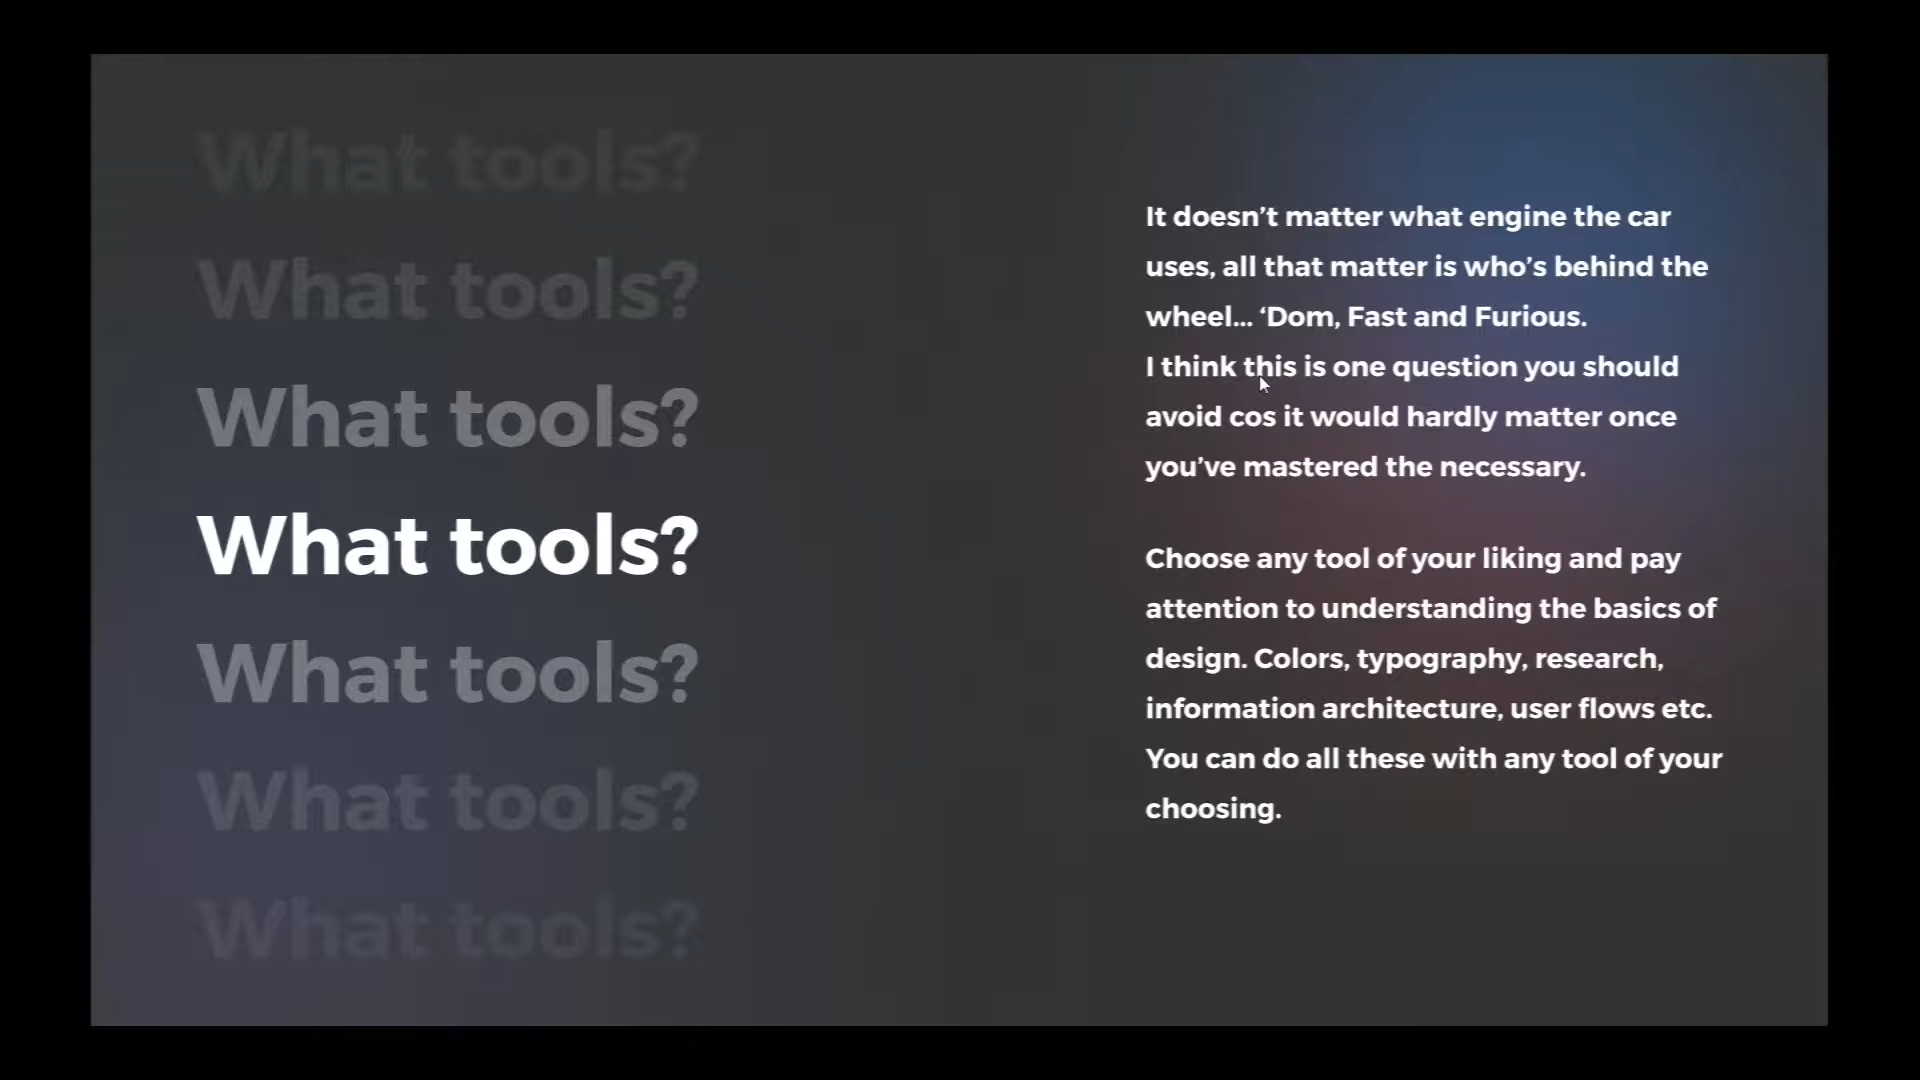 What tools?
What tools?
What tools?
What tools?
What tools?
What tools?
What tools?
It doesn’t matter what engine the car
uses, all that matter is who’s behind the
wheel... ‘Dom, Fast and Furious.
I think this is one question you should
avoid cos it would hardly matter once
you’ve mastered the necessary.
Choose any tool of your liking and pay
attention to understanding the basics of
design. Colors, typography, research,
information architecture, user flows etc.
You can do all these with any tool of your
choosing.